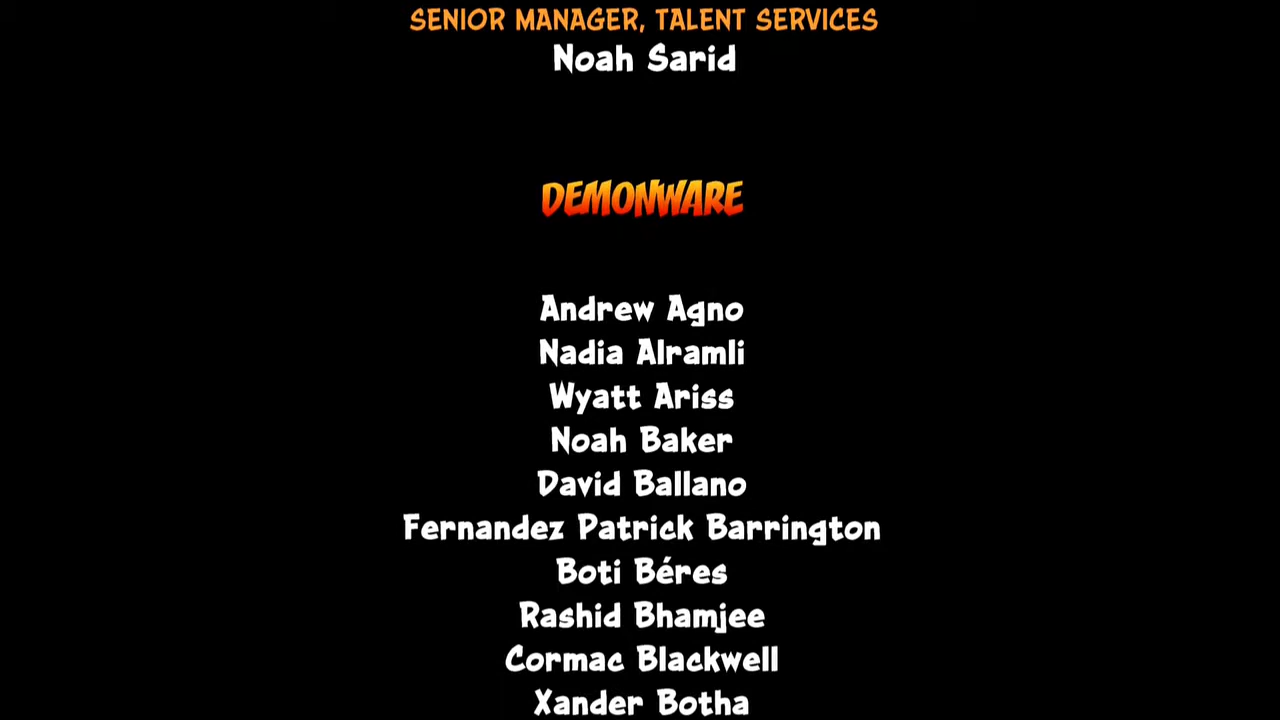 SENIOR MANAGER, TALENT SERVICES
Noah Sarid
DEMONWARE
Andrew Agno
Nadia Alramli
Wyatt Ariss
Noah Baker
David Ballano
Fernandez Patrick Barrington
Boti Béres
Rashid Bhamjee
Cormac Blackwell
Xander Botha